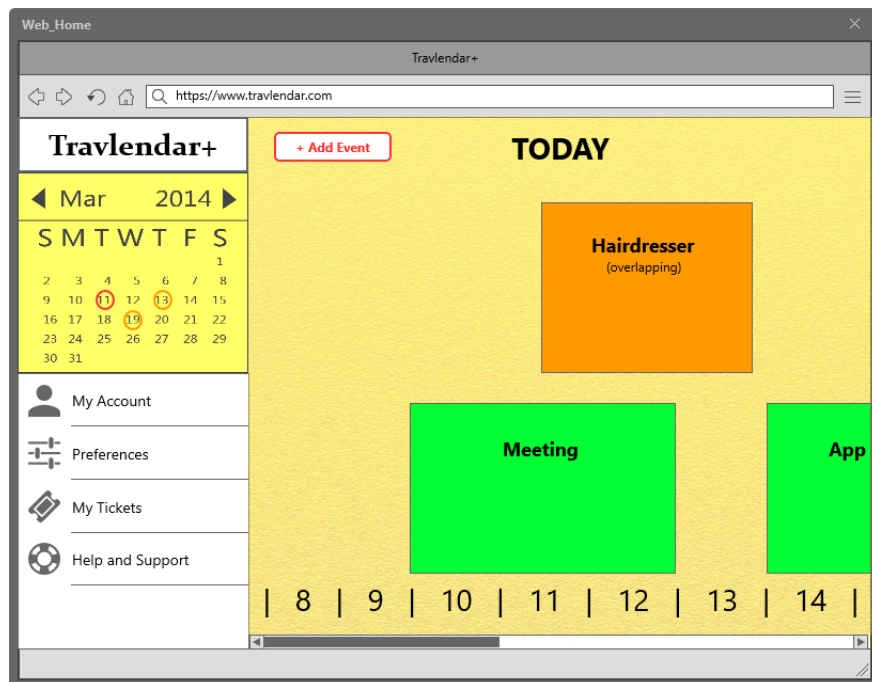 Web_Home
Travlendar+
https://www.travlendar.com
Travlendar+
Mar 2014
S M T W T F S
1
2 3 4 5 6 7 8
9 10 11 12 13 14 15
16 17 18 19 20 21 22
23 24 25 26 27 28 29
30 31
My Account
Preferences
My Tickets
Help and Support
+ Add Event
TODAY
Hairdresser
(overlapping)
Meeting
App
| 8 | 9 | 10 | 11 | 12 | 13 | 14 |